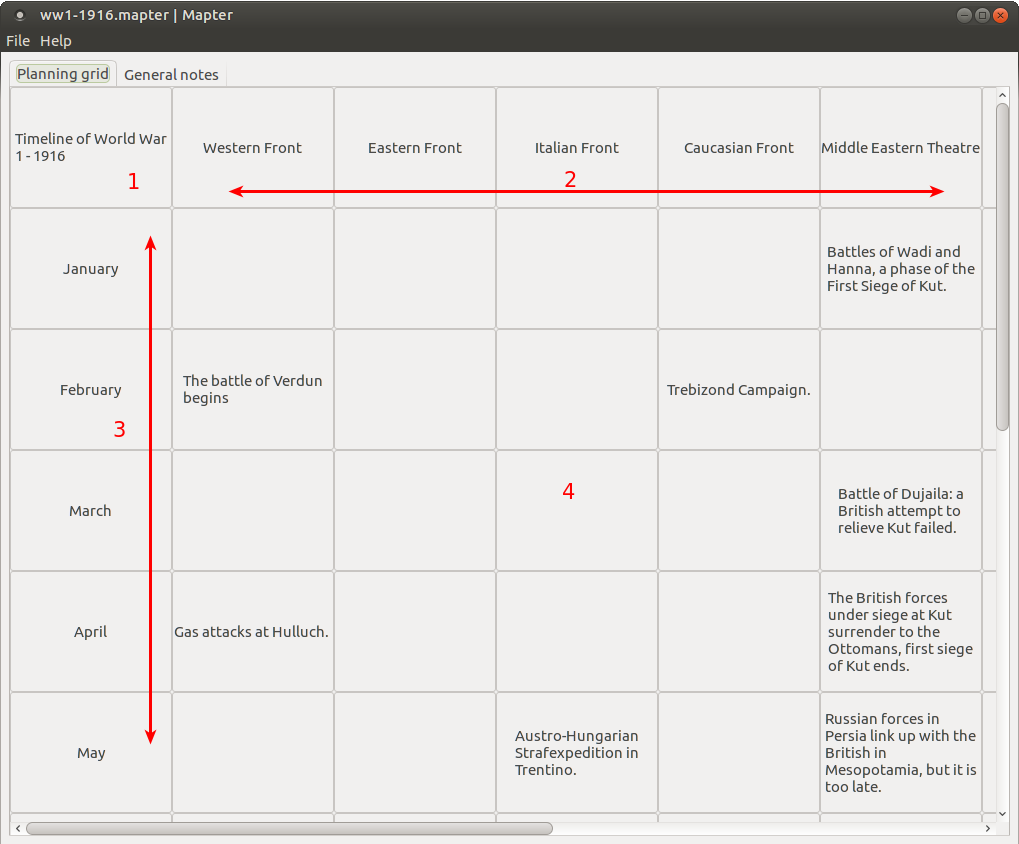 ww1-1916.mapter | Mapter
File Help
Planning grid General notes
Timeline of World War
1 - 1916
1
Western Front
Eastern Front
Italian Front
2
Caucasian Front
Middle Eastern Theatre
January
Battles of Wadi and
Hanna, a phase of the
First Siege of Kut.
February
3
The battle of Verdun
begins
Trebizond Campaign.
March
4
Battle of Dujaila: a
British attempt to
relieve Kut failed.
April
Gas attacks at Hulluch.
The British forces
under siege at Kut
surrender to the
Ottomans, first siege
of Kut ends.
May
Austro-Hungarian
Strafexpedition in
Trentino.
Russian forces in
Persia link up with the
British in
Mesopotamia, but it is
too late.